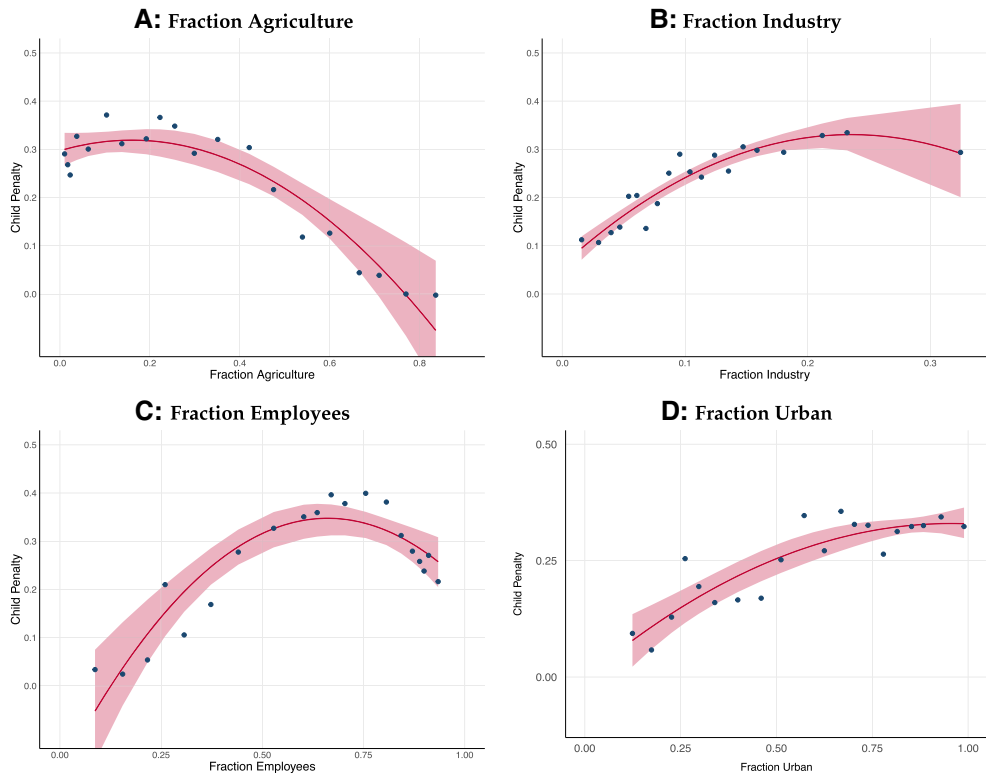 A: Fraction Agriculture
0.5
0.4
0.3
0.2
0.1
0.0
Child Penalty
0.0 0.2 0.4 0.6 0.8
Fraction Agriculture
B: Fraction Industry
0.5
0.4
0.3
0.2
0.1
0.0
Child Penalty
0.0 0.1 0.2 0.3
Fraction Industry
C: Fraction Employees
0.5
0.4
0.3
0.2
0.1
0.0
Child Penalty
0.00 0.25 0.50 0.75 1.00
Fraction Employees
D: Fraction Urban
0.50
0.25
0.00
Child Penalty
0.00 0.25 0.50 0.75 1.00
Fraction Urban